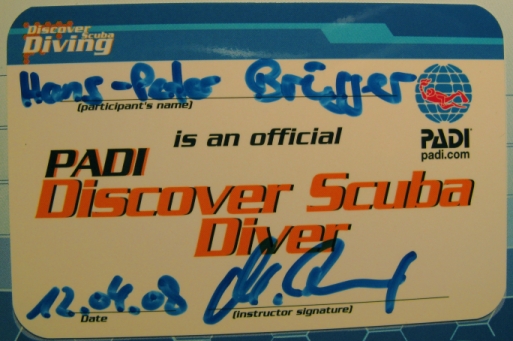 Discover Scuba
Diving
Hans-Peter Brügger
(participant's name)
PADI
padi.com
is an official
PADI
Discover Scuba
Diver
12.04.08
Date
(instructor signature)